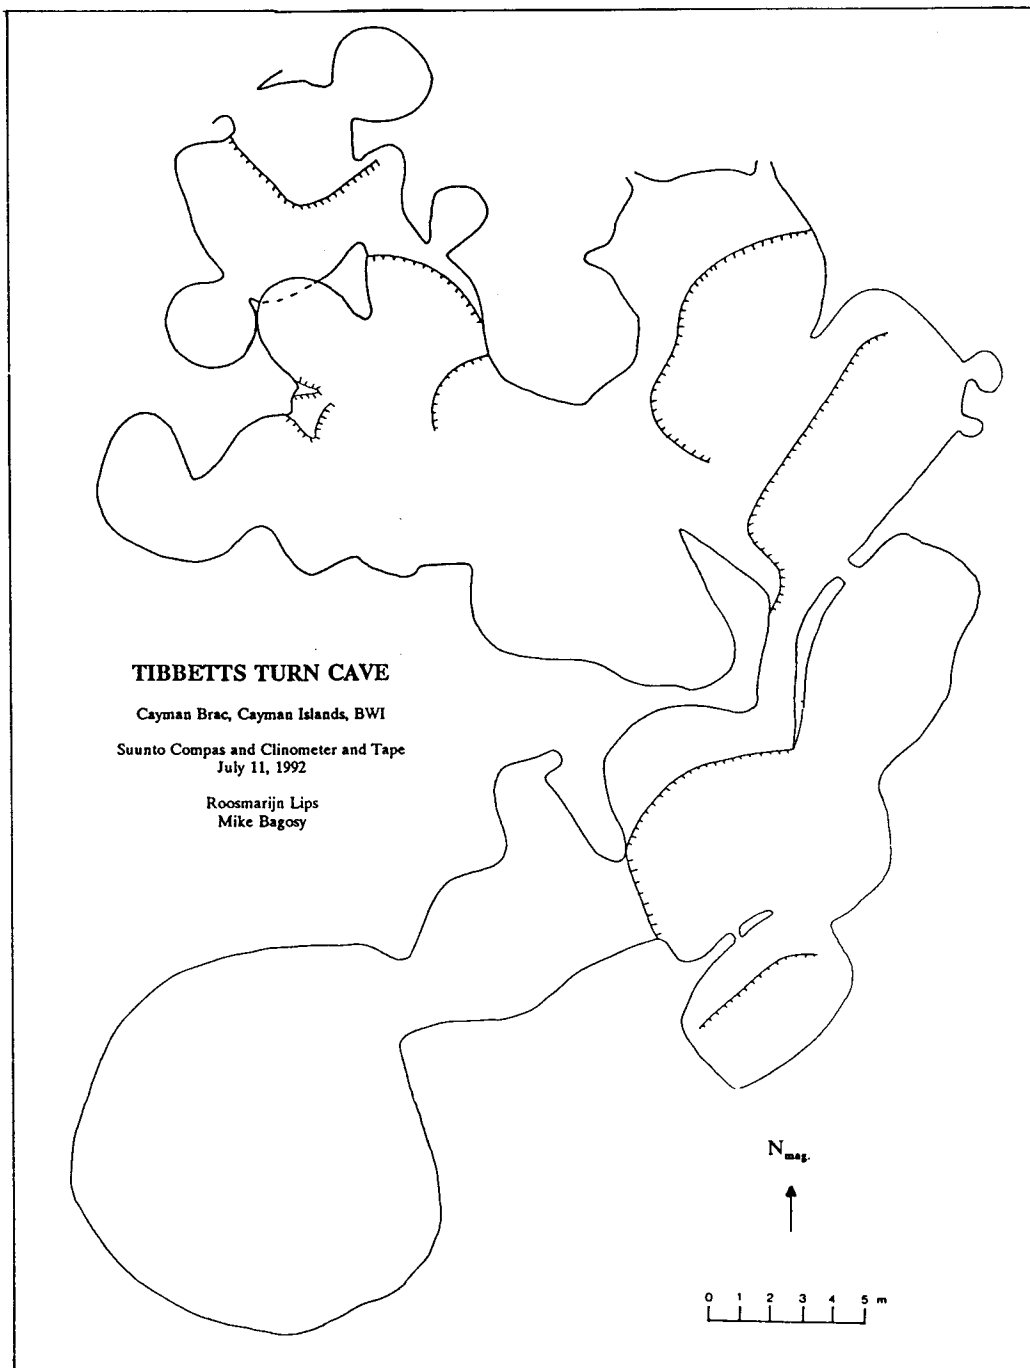 TIBBETTS TURN CAVE
Cayman Brac, Cayman Islands, BWI
Suunto Compas and Clinometer and Tape
July 11, 1992
Roosmarijn Lips
Mike Bagosy
N mag.
0 1 2 3 4 5 m